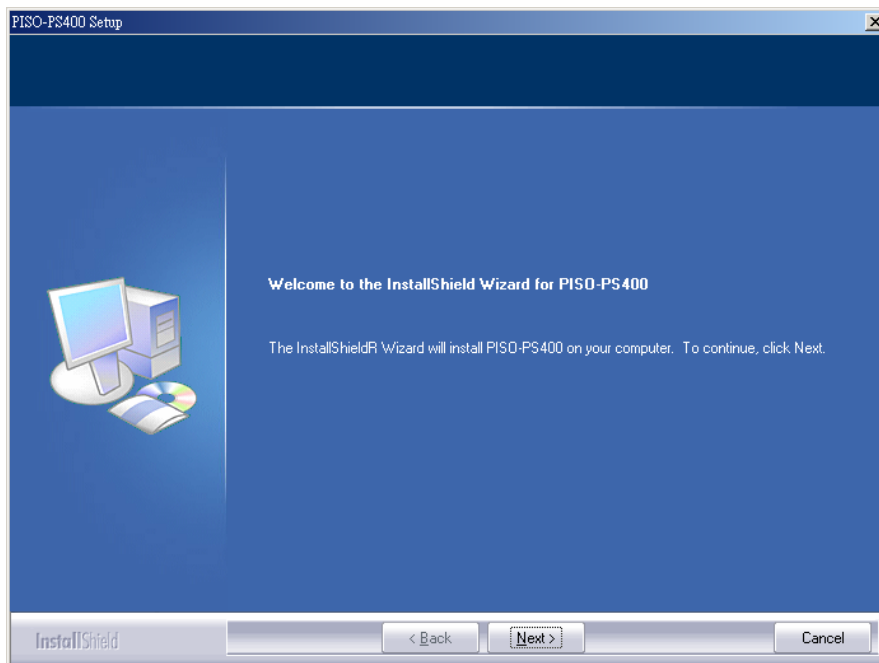 PISO-PS400 Setup
Welcome to the InstallShield Wizard for PISO-PS400
The InstallShieldR Wizard will install PISO-PS400 on your computer.  To continue, click Next.
InstallShield
< Back
Next >
Cancel